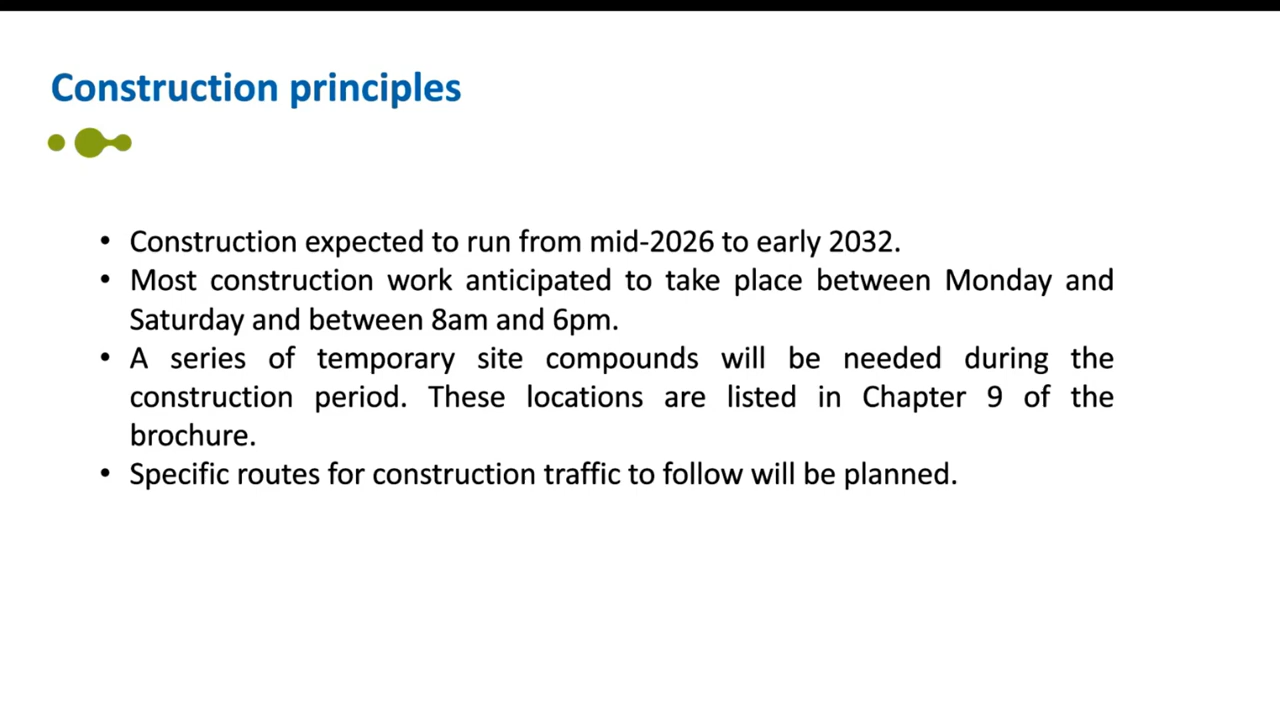 Construction principles
• Construction expected to run from mid-2026 to early 2032.
• Most construction work anticipated to take place between Monday and
Saturday and between 8am and 6pm.
• A series of temporary site compounds will be needed during the
construction period. These locations are listed in Chapter 9 of the
brochure.
• Specific routes for construction traffic to follow will be planned.